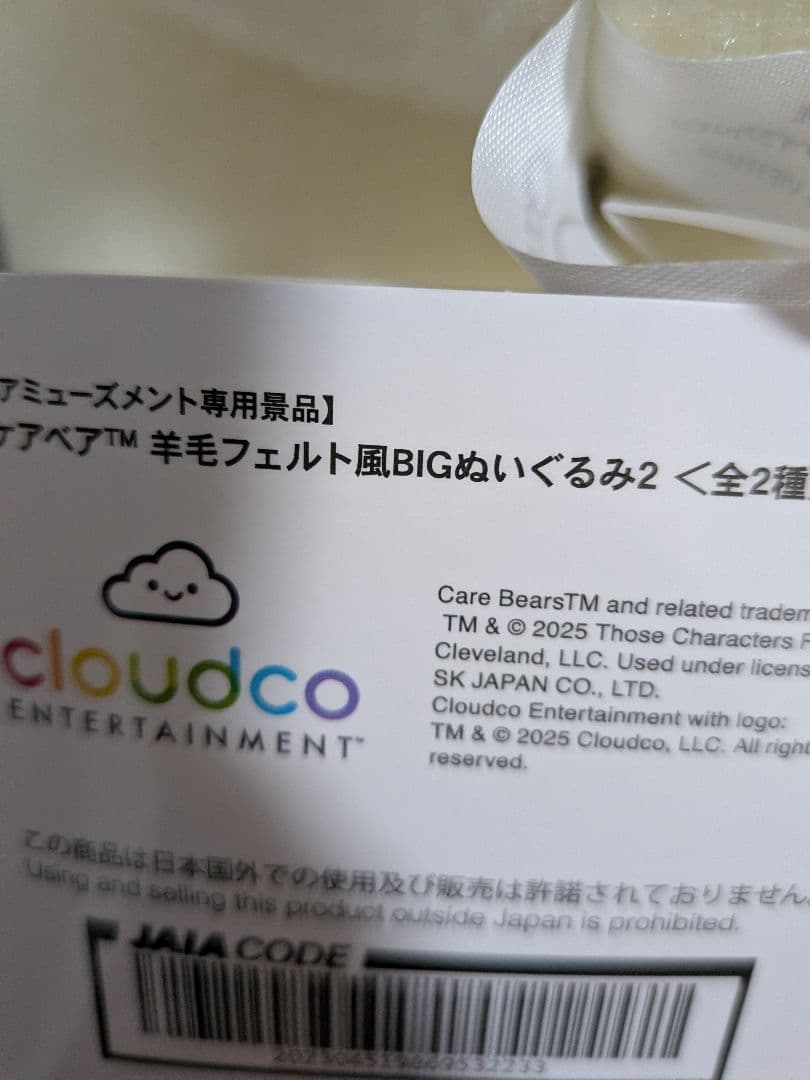 アミューズメント専用景品】
ケアベア™ 羊毛フェルト風BIGぬいぐるみ2 ＜全2種
cloudco
ENTERTAINMENT™
Care BearsTM and related tradem
TM & © 2025 Those Characters F
Cleveland, LLC. Used under licens
SK JAPAN CO., LTD.
Cloudco Entertainment with logo:
TM & © 2025 Cloudco, LLC. All right
reserved.
この商品は日本国外での使用及び販売は許諾されておりません。
Using and selling this product outside Japan is prohibited.
JAIA CODE